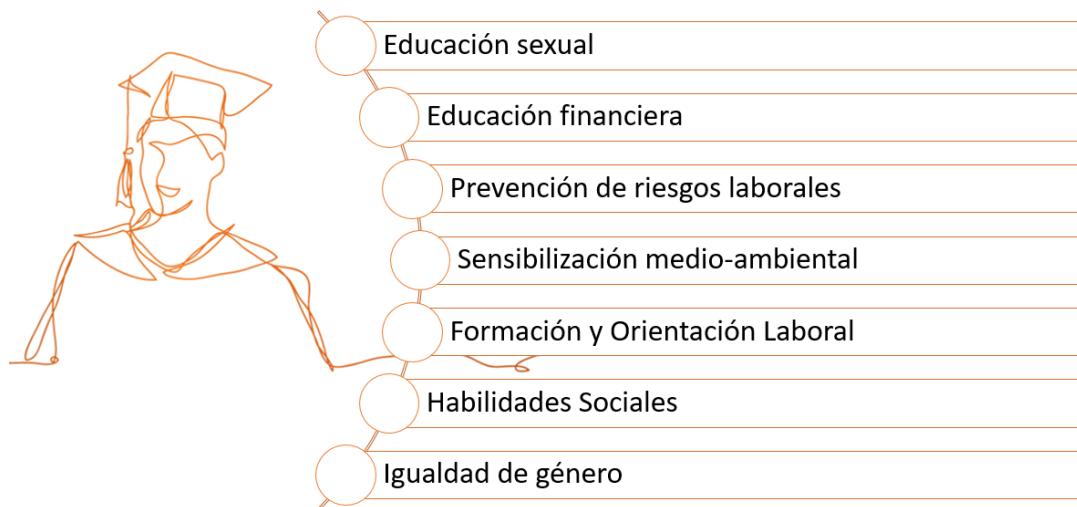 Educación sexual
Educación financiera
Prevención de riesgos laborales
Sensibilización medio-ambiental
Formación y Orientación Laboral
Habilidades Sociales
Igualdad de género